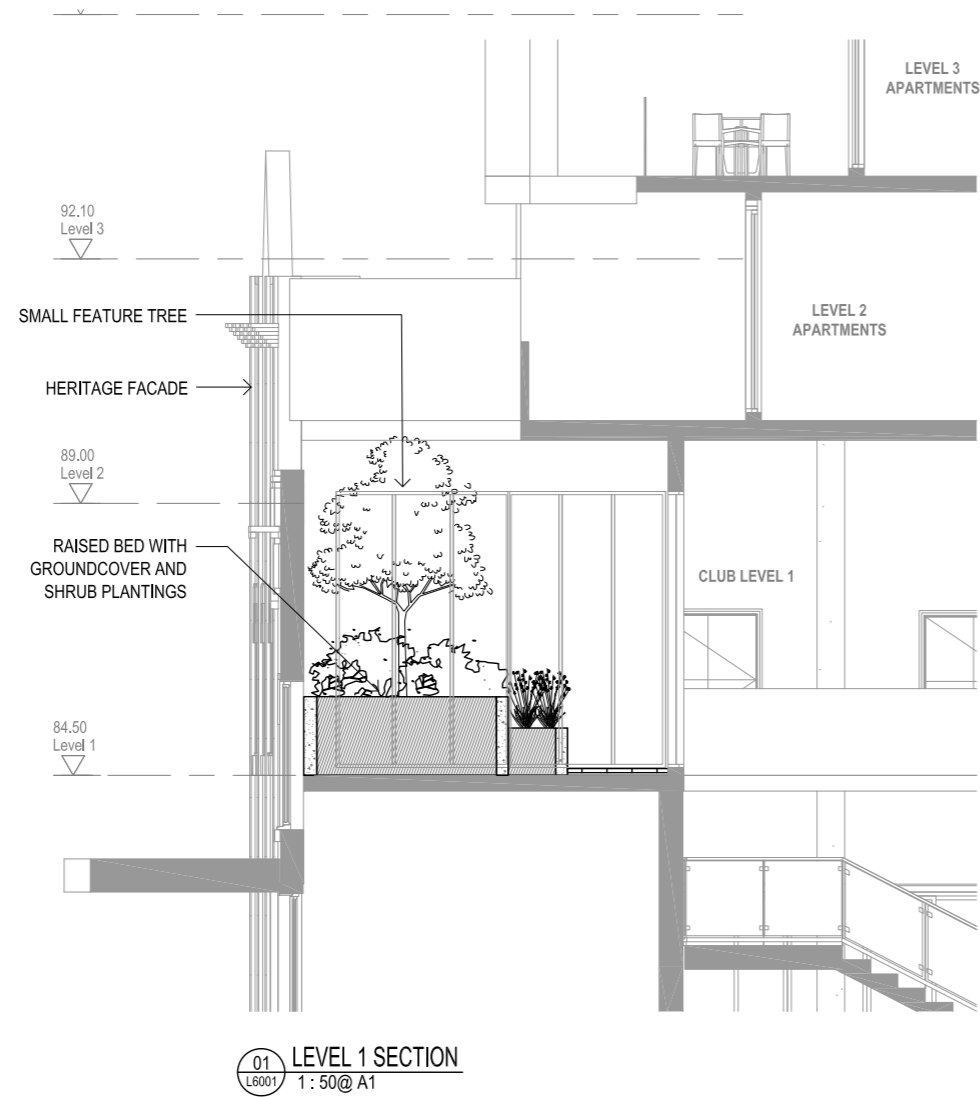 LEVEL 3
APARTMENTS
92.10
Level 3
SMALL FEATURE TREE
LEVEL 2
APARTMENTS
HERITAGE FACADE
89.00
Level 2
RAISED BED WITH
GROUNDCOVER AND
SHRUB PLANTINGS
CLUB LEVEL 1
84.50
Level 1
01
L6001
LEVEL 1 SECTION
1 : 50@ A1